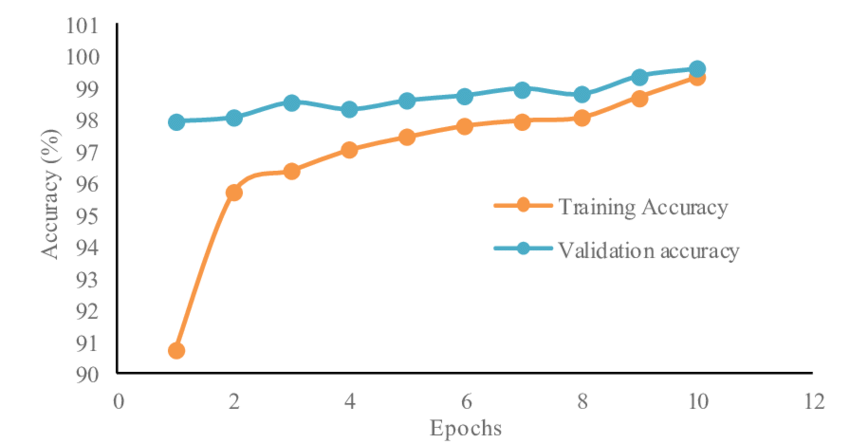 101
100
99
98
97
96
95
94
93
92
91
90
Accuracy (%)
Training Accuracy
Validation accuracy
0 2 4 6 8 10 12
Epochs